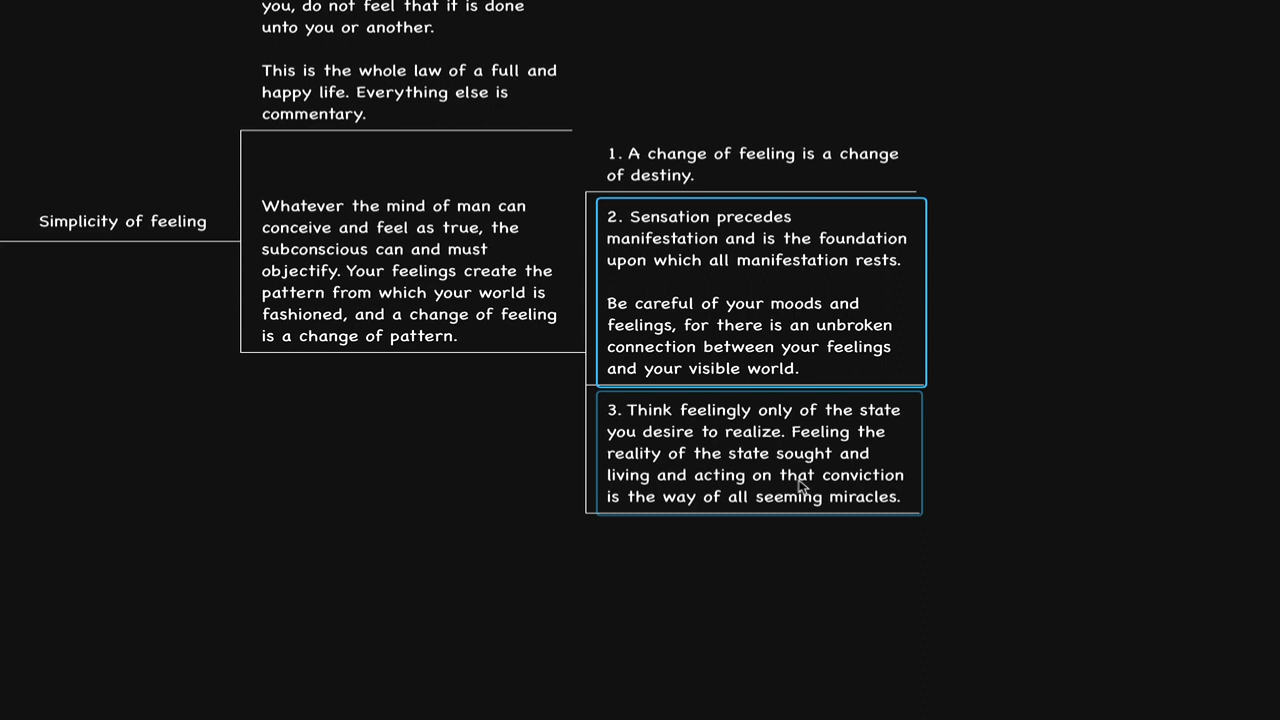 you, do not feel that it is done
unto you or another.
This is the whole law of a full and
happy life. Everything else is
commentary.
Simplicity of feeling
Whatever the mind of man can
conceive and feel as true, the
subconscious can and must
objectify. Your feelings create the
pattern from which your world is
fashioned, and a change of feeling
is a change of pattern.
1. A change of feeling is a change
of destiny.
2. Sensation precedes
manifestation and is the foundation
upon which all manifestation rests.
Be careful of your moods and
feelings, for there is an unbroken
connection between your feelings
and your visible world.
3. Think feelingly only of the state
you desire to realize. Feeling the
reality of the state sought and
living and acting on that conviction
is the way of all seeming miracles.